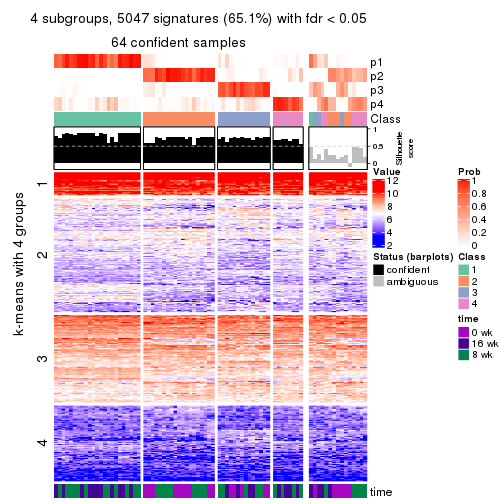 4 subgroups, 5047 signatures (65.1%) with fdr < 0.05
64 confident samples
p1
p2
p3
p4
Class
1
0.5
0
Silhouette
score
k-means with 4 groups
1
2
3
4
time
Value
12
10
8
6
4
2
Prob
1
0.8
0.6
0.4
0.2
0
Status (barplots)
confident
ambiguous
Class
1
2
3
4
time
0 wk
16 wk
8 wk